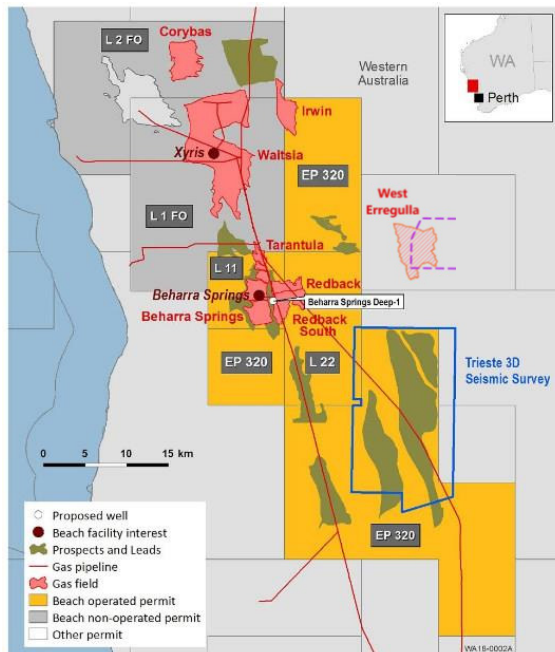 L 2 FO
Corybas
Western
Australia
WA
Perth
Irwin
Xyris
Waitsia
EP 320
West
Erregulla
L 1 FO
Tarantula
L 11
Redback
Beharra Springs
Beharra Springs Deep-1
Beharra Springs
Redback
South
EP 320
L 22
Trieste 3D
Seismic Survey
0 5 10 15 km
Proposed well
Beach facility interest
Prospects and Leads
Gas pipeline
Gas field
Beach operated permit
Beach non-operated permit
Other permit
EP 320
WA15-0002A